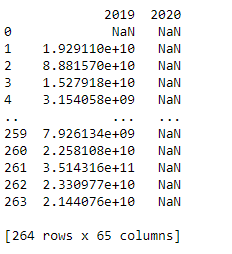 2019 2020
0 NaN NaN
1 1.929110e+10 NaN
2 8.881570e+10 NaN
3 1.527918e+10 NaN
4 3.154058e+09 NaN
.. ... ...
259 7.926134e+09 NaN
260 2.258108e+10 NaN
261 3.514316e+11 NaN
262 2.330977e+10 NaN
263 2.144076e+10 NaN
[264 rows x 65 columns]